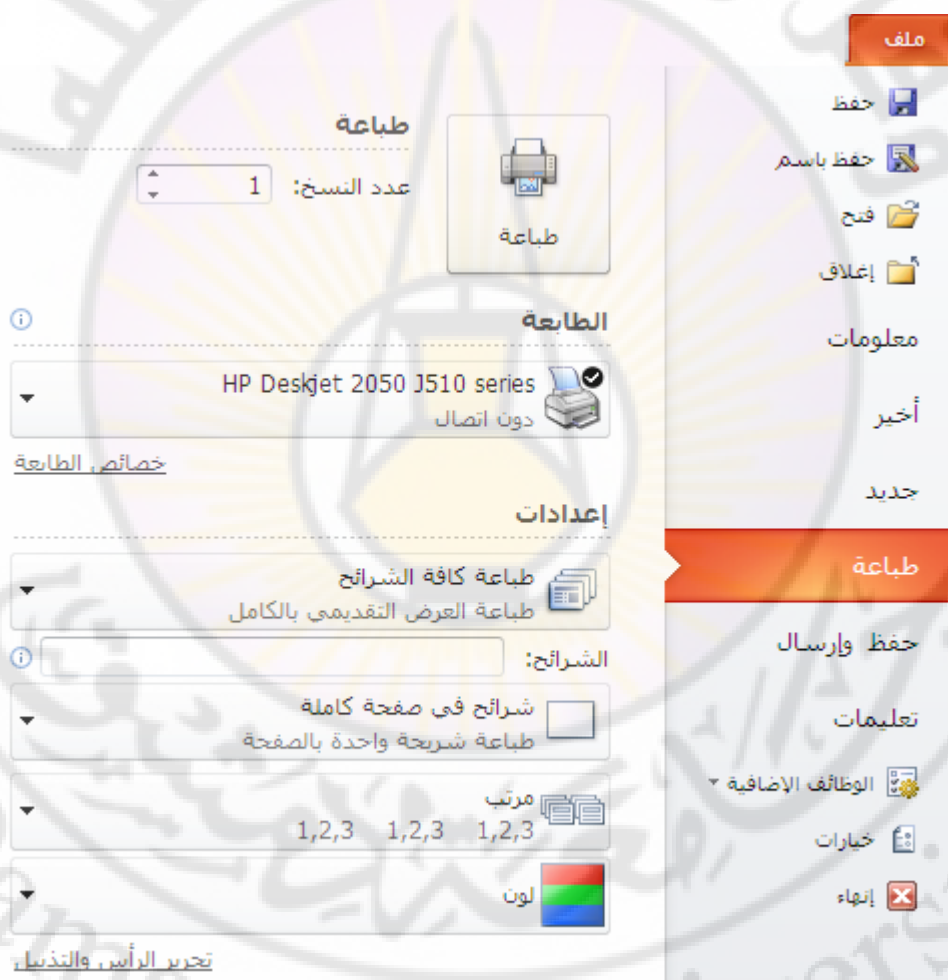 ملف
حفظ
حفظ باسم
فتح
إغلاق
معلومات
أخير
جديد
طباعة
حفظ وإرسال
تعليمات
الوظائف الإضافية
خيارات
إنهاء
طباعة
طباعة
عدد النسخ: 1
الطابعة
HP Deskjet 2050 J510 series
دون اتصال
خصائص الطابعة
إعدادات
طباعة كافة الشرائح
طباعة العرض التقديمي بالكامل
الشرائح:
شرائح في صفحة كاملة
طباعة شريحة واحدة بالصفحة
مرتب
1,2,3 1,2,3 1,2,3
لون
تحرير الرأس والتذييل